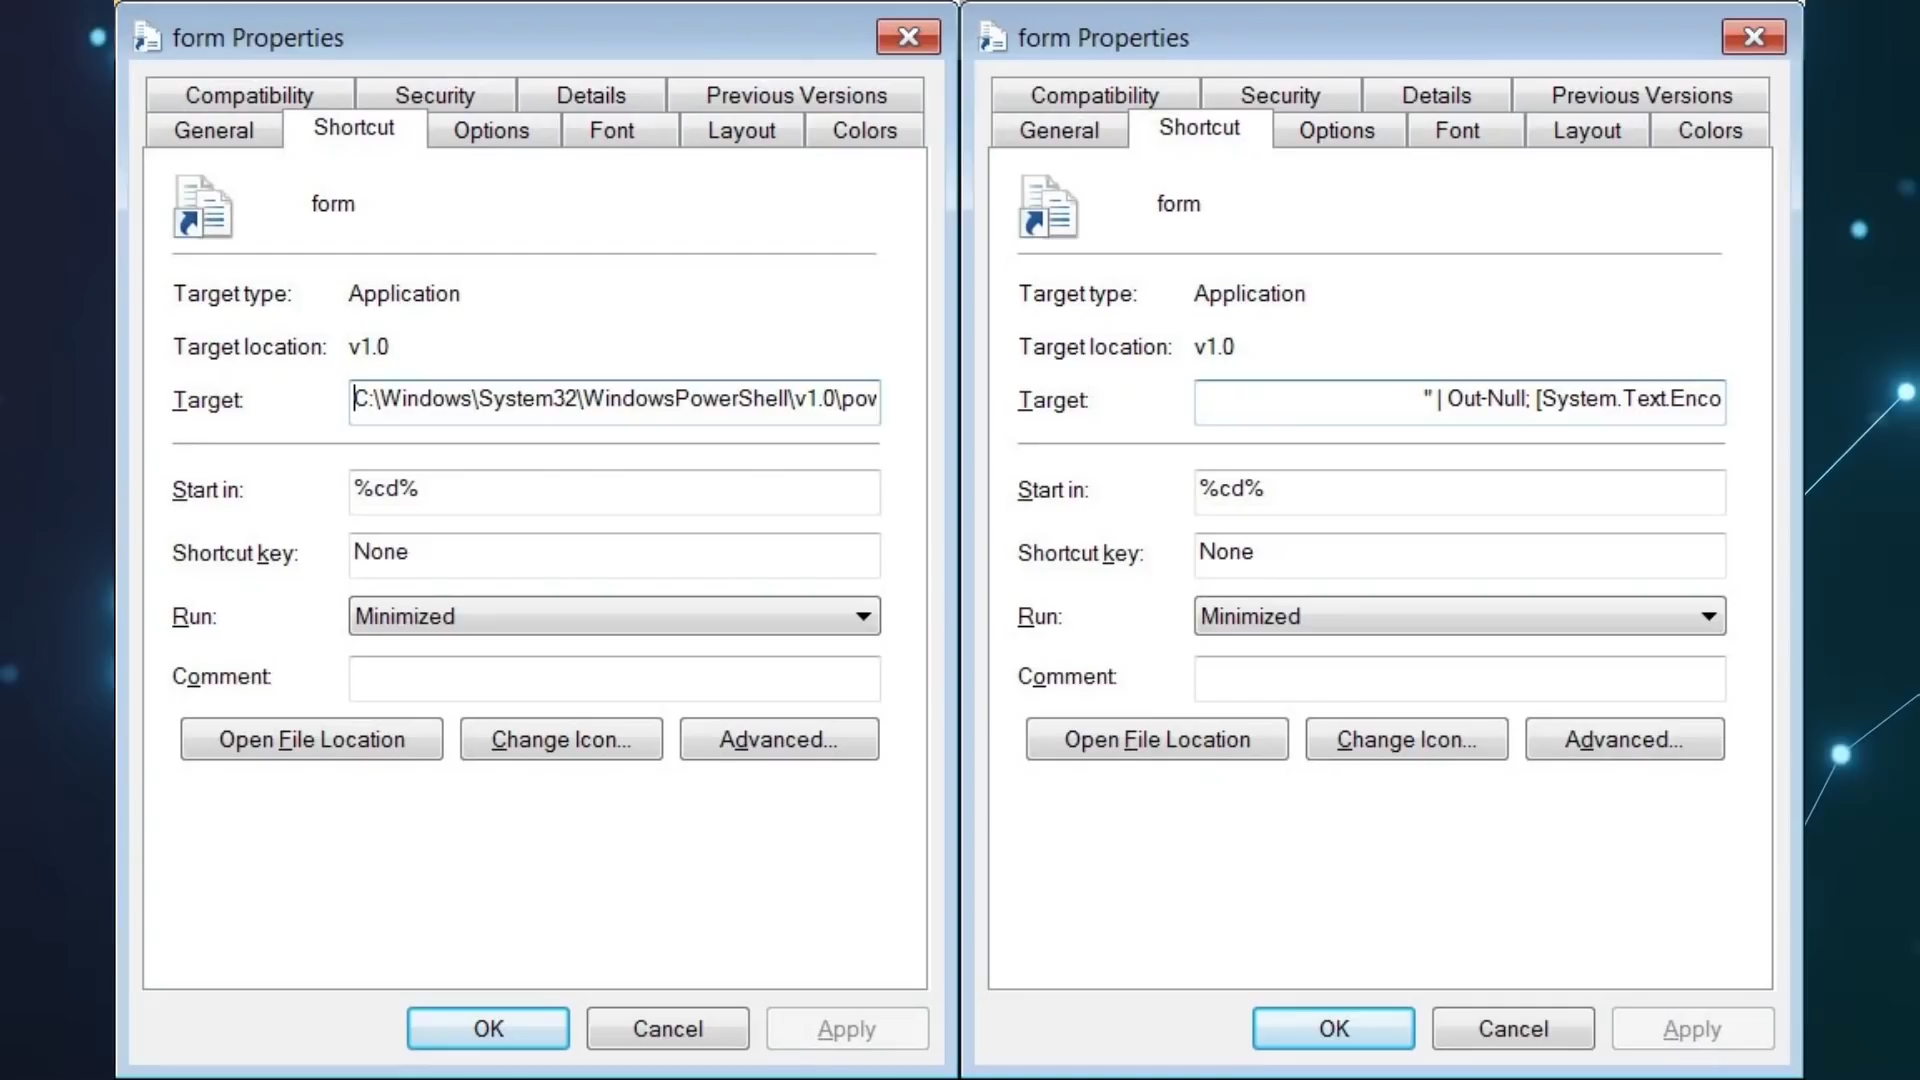 form Properties
Compatibility Security Details Previous Versions
General Shortcut Options Font Layout Colors
form
Target type: Application
Target location: v1.0
Target: C:\Windows\System32\WindowsPowerShell\v1.0\pow
Start in: %cd%
Shortcut key: None
Run: Minimized
Comment:
Open File Location Change Icon... Advanced...
OK Cancel Apply
form Properties
Compatibility Security Details Previous Versions
General Shortcut Options Font Layout Colors
form
Target type: Application
Target location: v1.0
Target: " | Out-Null; [System.Text.Enco
Start in: %cd%
Shortcut key: None
Run: Minimized
Comment:
Open File Location Change Icon... Advanced...
OK Cancel Apply